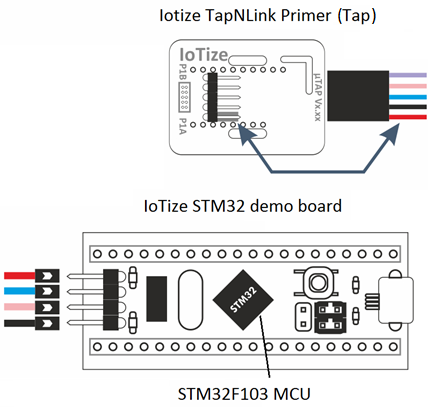 Iotize TapNLink Primer (Tap)
IoTize
P1B
P1A
µTAP Vx.xx
IoTize STM32 demo board
STM32
STM32F103 MCU